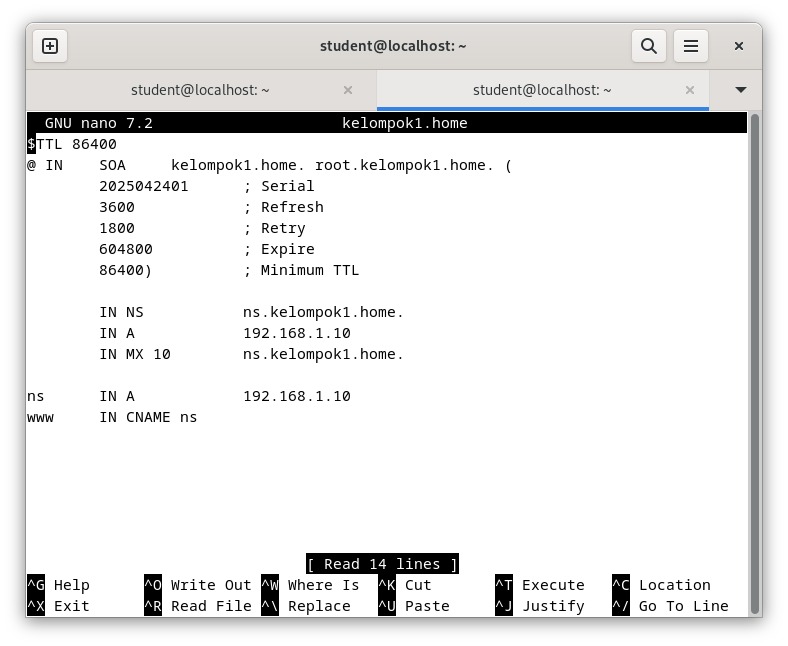 student@localhost: ~
student@localhost: ~
student@localhost: ~
GNU nano 7.2 kelompok1.home
$TTL 86400
@ IN SOA kelompok1.home. root.kelompok1.home. (
2025042401 ; Serial
3600 ; Refresh
1800 ; Retry
604800 ; Expire
86400) ; Minimum TTL
IN NS ns.kelompok1.home.
IN A 192.168.1.10
IN MX 10 ns.kelompok1.home.
ns IN A 192.168.1.10
www IN CNAME ns
[ Read 14 lines ]
^G Help ^O Write Out ^W Where Is ^K Cut ^T Execute ^C Location
^X Exit ^R Read File ^\ Replace ^U Paste ^J Justify ^/ Go To Line